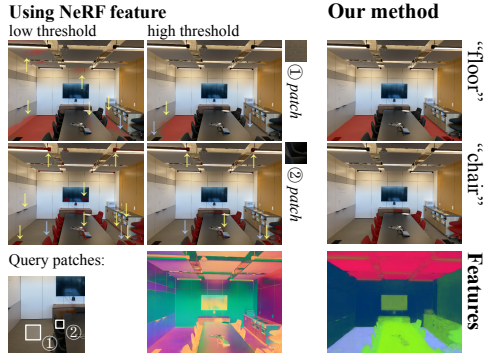 Using NeRF feature
Our method
low threshold
high threshold
① patch
"floor"
② patch
"chair"
Query patches:
① ②
Features